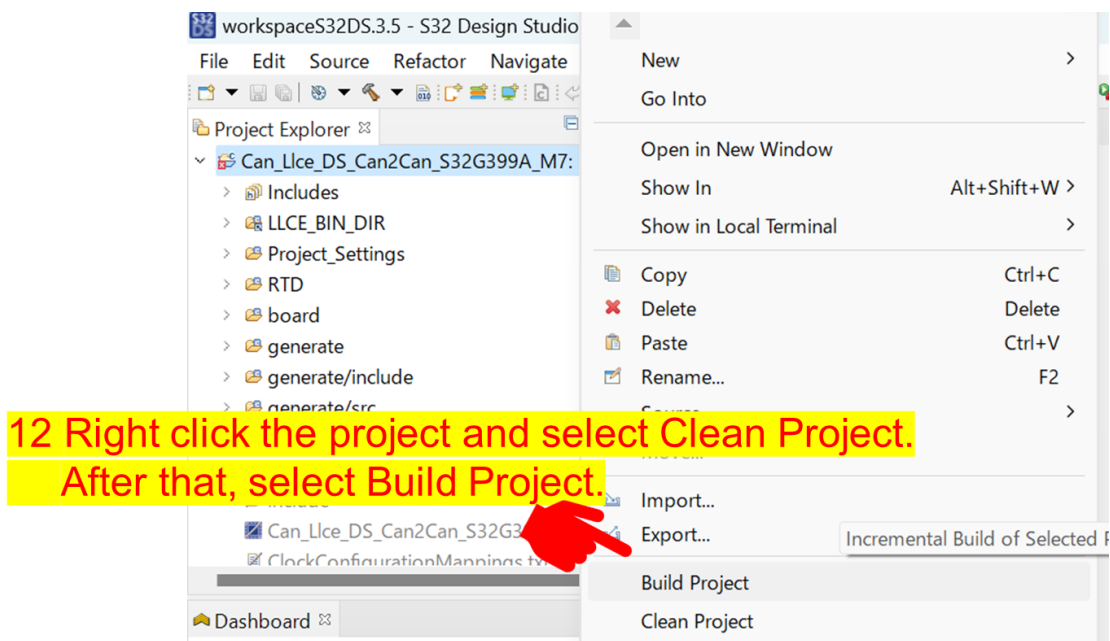 workspaceS32DS.3.5 - S32 Design Studio
File Edit Source Refactor Navigate
Project Explorer
Can_Llce_DS_Can2Can_S32G399A_M7:
Includes
LLCE_BIN_DIR
Project_Settings
RTD
board
generate
generate/include
generate/src
12 Right click the project and select Clean Project.
After that, select Build Project.
include
Can_Llce_DS_Can2Can_S32G3
ClockConfigurationMappings.tx
Dashboard
New
Go Into
Open in New Window
Show In Alt+Shift+W
Show in Local Terminal
Copy Ctrl+C
Delete Delete
Paste Ctrl+V
Rename... F2
Source
Move...
Import...
Export...
Incremental Build of Selected P
Build Project
Clean Project